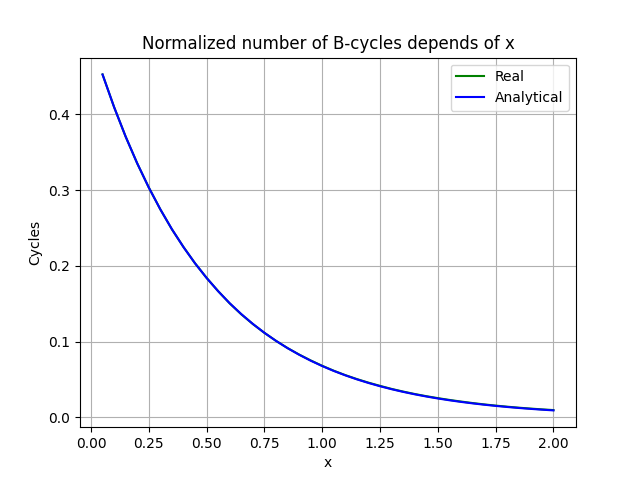 Normalized number of B-cycles depends of x
Real
Analytical
0.4
0.3
0.2
0.1
0.0
Cycles
0.00 0.25 0.50 0.75 1.00 1.25 1.50 1.75 2.00
x